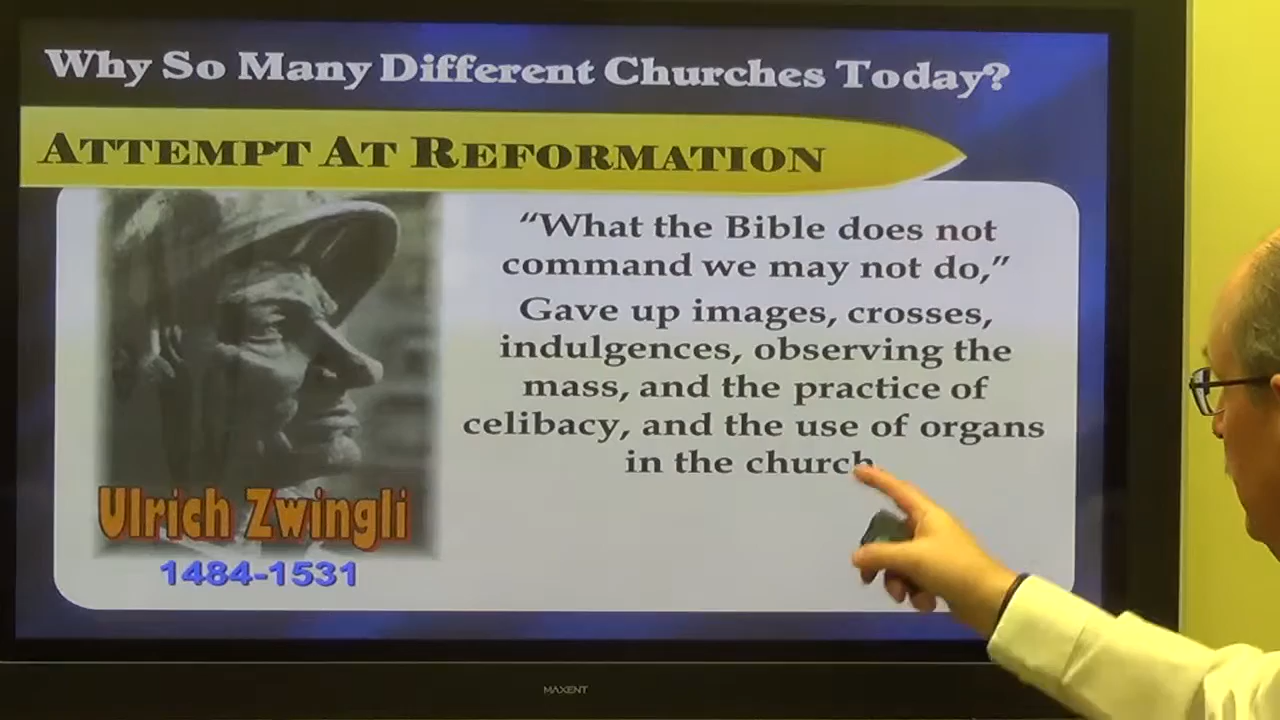 Why So Many Different Churches Today?
ATTEMPT AT REFORMATION
“What the Bible does not
command we may not do,”
Gave up images, crosses,
indulgences, observing the
mass, and the practice of
celibacy, and the use of organs
in the church
Ulrich Zwingli
1484-1531
MAXENT